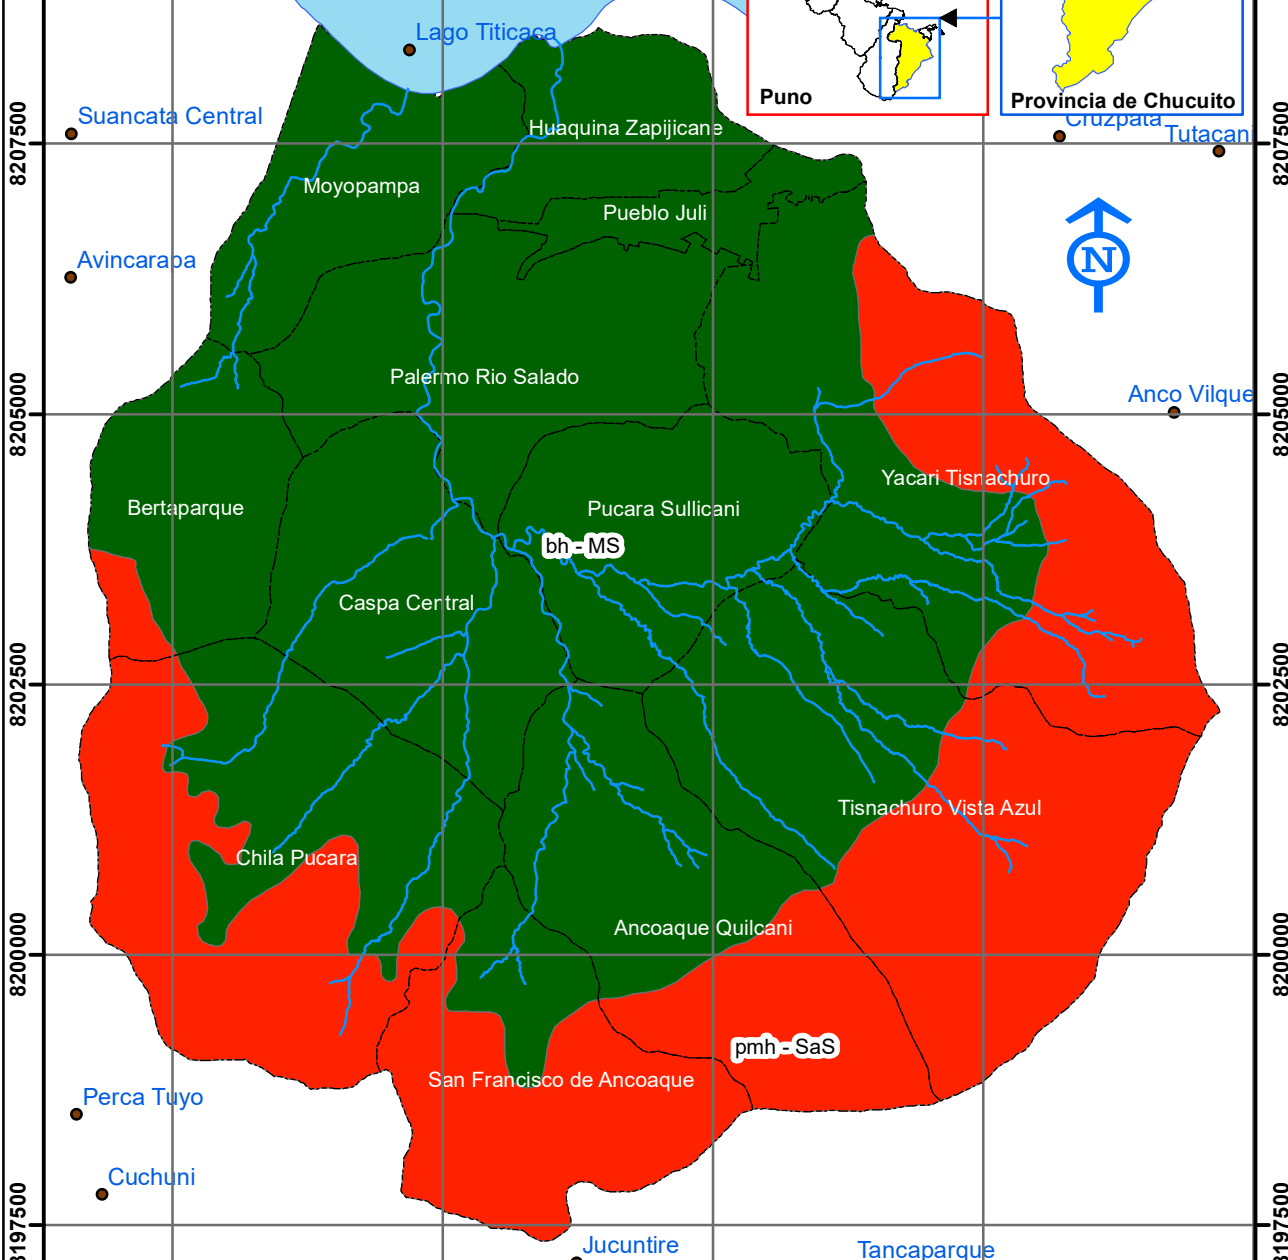 Lago Titicaca
Puno
Provincia de Chucuito
Suancata Central
Cruzpata
Tutacani
8207500
8207500
Huaquina Zapijicane
Moyopampa
Pueblo Juli
Avincaraba
N
Palermo Rio Salado
Anco Vilque
8205000
8205000
Yacari Tisnachuro
Bertaparque
Pucara Sullicani
bh - MS
Caspa Central
8202500
8202500
Tisnachuro Vista Azul
Chila Pucara
Ancoaque Quilcani
8200000
8200000
pmh - SaS
San Francisco de Ancoaque
Perca Tuyo
Cuchuni
8197500
8197500
Jucuntire
Tancaparque